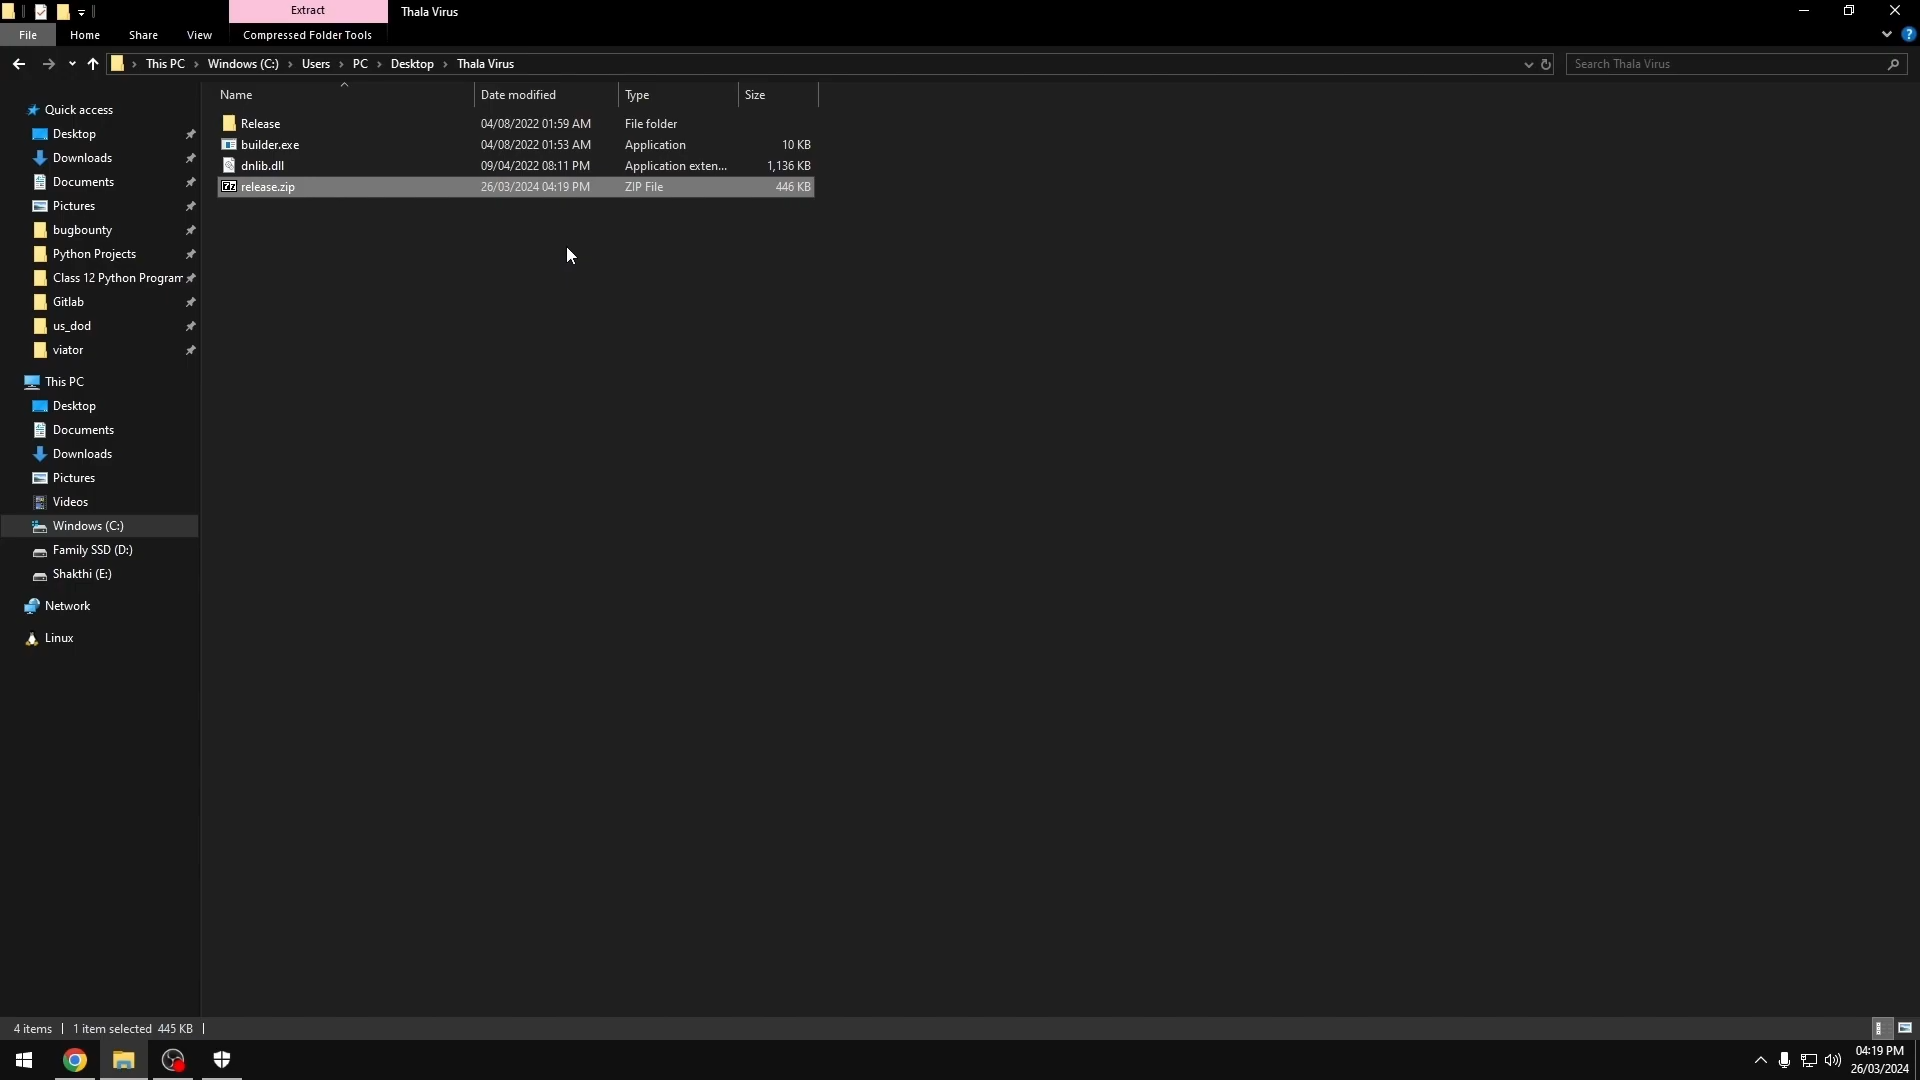 Extract
Thala Virus
File
Home
Share
View
Compressed Folder Tools
This PC > Windows (C:) > Users > PC > Desktop > Thala Virus
Search Thala Virus
Name
Date modified
Type
Size
Release
04/08/2022 01:59 AM
File folder
builder.exe
04/08/2022 01:53 AM
Application
10 KB
dnlib.dll
09/04/2022 08:11 PM
Application exten...
1,136 KB
release.zip
26/03/2024 04:19 PM
ZIP File
446 KB
Quick access
Desktop
Downloads
Documents
Pictures
bugbounty
Python Projects
Class 12 Python Program
Gitlab
us_dod
viator
This PC
Desktop
Documents
Downloads
Pictures
Videos
Windows (C:)
Family SSD (D:)
Shakthi (E:)
Network
Linux
4 items
1 item selected 445 KB
04:19 PM
26/03/2024